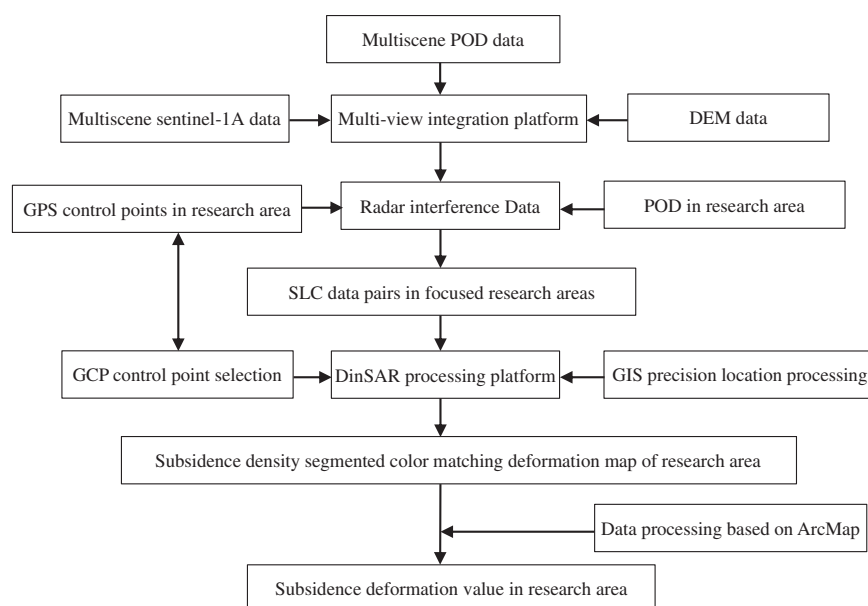 Multiscene POD data
Multiscene sentinel-1A data
Multi-view integration platform
DEM data
GPS control points in research area
Radar interference Data
POD in research area
SLC data pairs in focused research areas
GCP control point selection
DinSAR processing platform
GIS precision location processing
Subsidence density segmented color matching deformation map of research area
Data processing based on ArcMap
Subsidence deformation value in research area